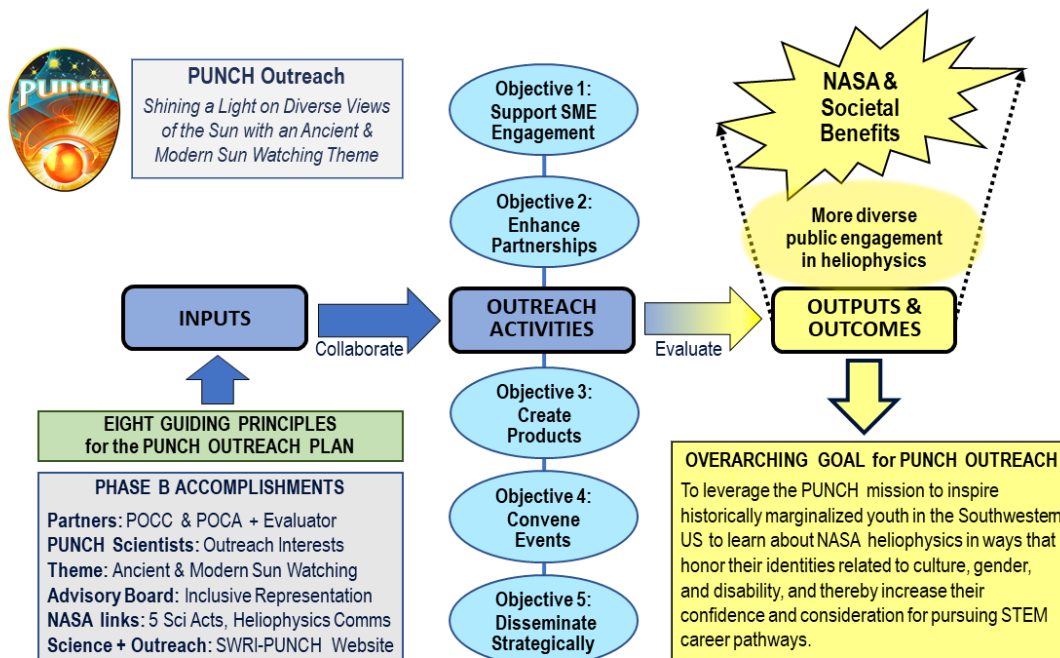 PUNCH
PUNCH Outreach
Shining a Light on Diverse Views
of the Sun with an Ancient &
Modern Sun Watching Theme
Objective 1:
Support SME
Engagement
Objective 2:
Enhance
Partnerships
NASA &
Societal
Benefits
More diverse
public engagement
in heliophysics
INPUTS
Collaborate
OUTREACH
ACTIVITIES
Evaluate
OUTPUTS &
OUTCOMES
EIGHT GUIDING PRINCIPLES
for the PUNCH OUTREACH PLAN
PHASE B ACCOMPLISHMENTS
Partners: POCC & POCA + Evaluator
PUNCH Scientists: Outreach Interests
Theme: Ancient & Modern Sun Watching
Advisory Board: Inclusive Representation
NASA links: 5 Sci Acts, Heliophysics Comms
Science + Outreach: SWRI-PUNCH Website
Objective 3:
Create
Products
Objective 4:
Convene
Events
Objective 5:
Disseminate
Strategically
OVERARCHING GOAL for PUNCH OUTREACH
To leverage the PUNCH mission to inspire
historically marginalized youth in the Southwestern
US to learn about NASA heliophysics in ways that
honor their identities related to culture, gender,
and disability, and thereby increase their
confidence and consideration for pursuing STEM
career pathways.